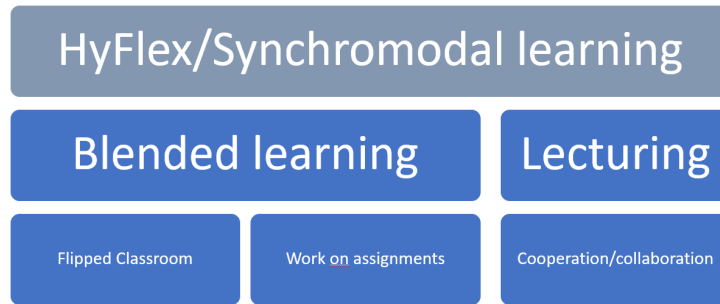 HyFlex/Synchromodal learning
Blended learning
Lecturing
Flipped Classroom
Work on assignments
Cooperation/collaboration